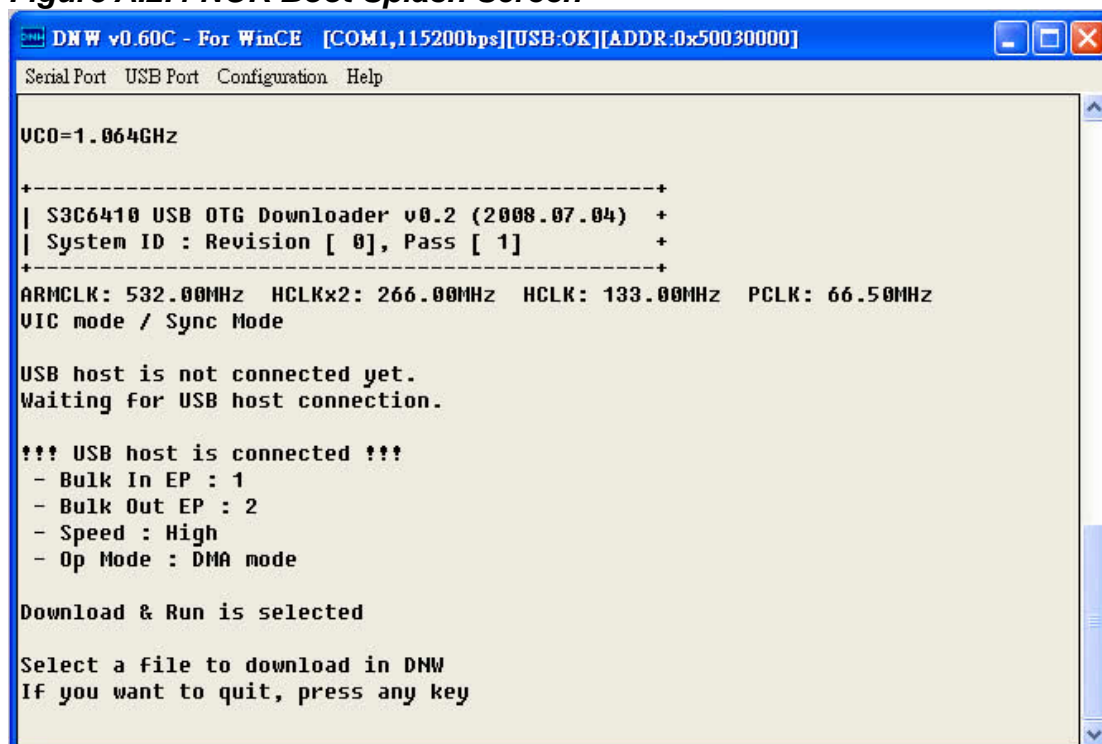 Figure A.2: I-NOR Boot Splash Screen
DNW v0.60C - For WinCE [COM1,115200bps][USB:OK][ADDR:0x50030000]
Serial Port USB Port Configuration Help
VCO=1.064GHz
+-----------------------------------------------+
| S3C6410 USB OTG Downloader v0.2 (2008.07.04) +
| System ID : Revision [ 0], Pass [ 1] +
+-----------------------------------------------+
ARMCLK: 532.00MHz HCLKx2: 266.00MHz HCLK: 133.00MHz PCLK: 66.50MHz
VIC mode / Sync Mode
USB host is not connected yet.
Waiting for USB host connection.
!!! USB host is connected !!!
- Bulk In EP : 1
- Bulk Out EP : 2
- Speed : High
- Op Mode : DMA mode
Download & Run is selected
Select a file to download in DNW
If you want to quit, press any key